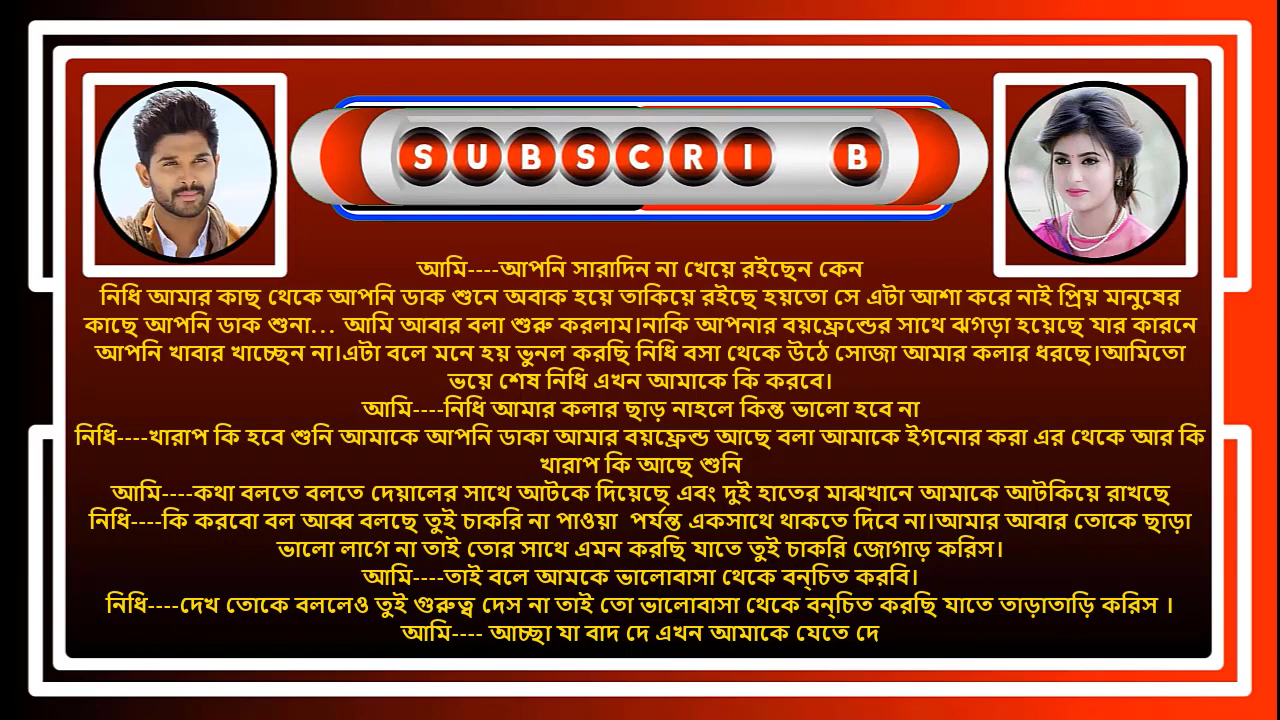 SUBSCRI B
আমি----আপনি সারাদিন না খেয়ে রইছেন কেন
নিধি আমার কাছ থেকে আপনি ডাক শুনে অবাক হয়ে তাকিয়ে রইছে হয়তো সে এটা আশা করে নাই প্রিয় মানুষের
কাছে আপনি ডাক শুনা... আমি আবার বলা শুরু করলাম।নাকি আপনার বয়ফ্রেন্ডের সাথে ঝগড়া হয়েছে যার কারনে
আপনি খাবার খাচ্ছেন না।এটা বলে মনে হয় ভুনল করছি নিধি বসা থেকে উঠে সোজা আমার কলার ধরছে।আমিতো
ভয়ে শেষ নিধি এখন আমাকে কি করবে।
আমি----নিধি আমার কলার ছাড় নাহলে কিন্ত ভালো হবে না
নিধি----খারাপ কি হবে শুনি আমাকে আপনি ডাকা আমার বয়ফ্রেন্ড আছে বলা আমাকে ইগনোর করা এর থেকে আর কি
খারাপ কি আছে শুনি
আমি----কথা বলতে বলতে দেয়ালের সাথে আটকে দিয়েছে এবং দুই হাতের মাঝখানে আমাকে আটকিয়ে রাখছে
নিধি----কি করবো বল আব্ব বলছে তুই চাকরি না পাওয়া পর্যন্ত একসাথে থাকতে দিবে না।আমার আবার তোকে ছাড়া
ভালো লাগে না তাই তোর সাথে এমন করছি যাতে তুই চাকরি জোগাড় করিস।
আমি----তাই বলে আমকে ভালোবাসা থেকে বন্চিত করবি।
নিধি----দেখ তোকে বললেও তুই গুরুত্ব দেস না তাই তো ভালোবাসা থেকে বন্চিত করছি যাতে তাড়াতাড়ি করিস ।
আমি---- আচ্ছা যা বাদ দে এখন আমাকে যেতে দে